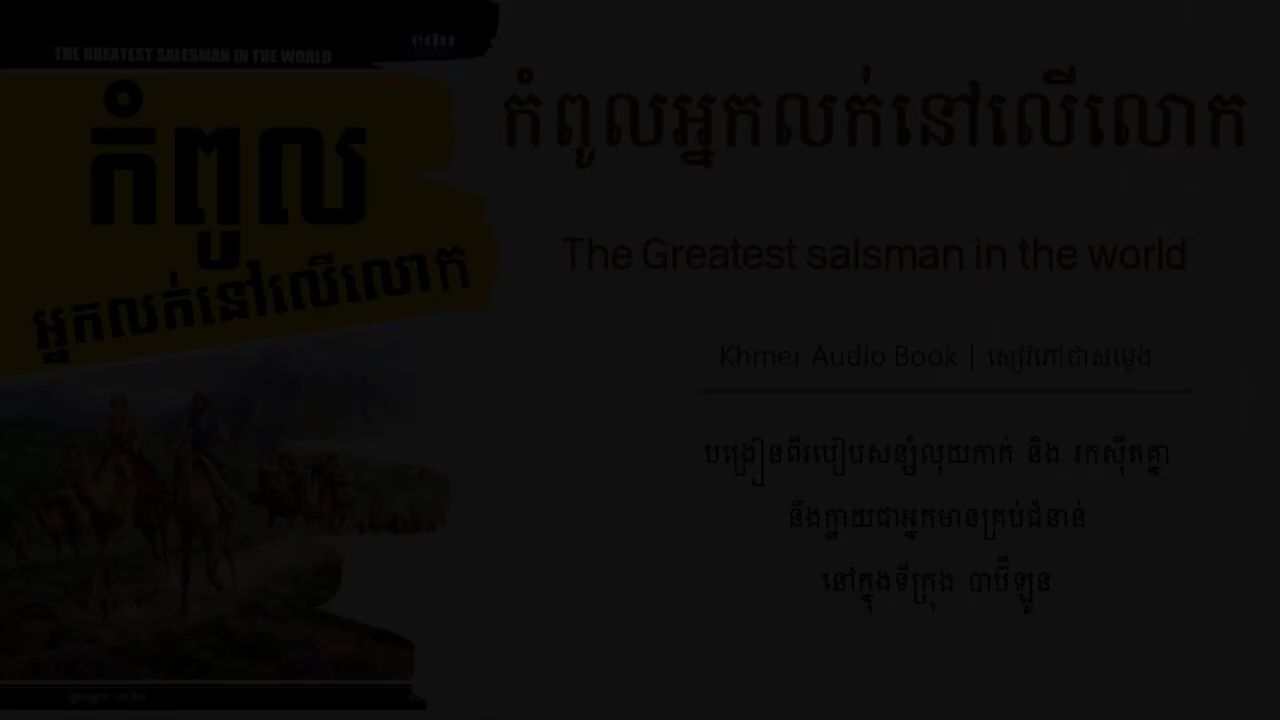 THE GREATEST SALESMAN IN THE WORLD
edu
កំពូល
អ្នកលក់នៅលើលោក
កំពូលអ្នកលក់នៅលើលោក
The Greatest salsman in the world
Khmer Audio Book | សៀវភៅជាសម្លេង
បង្រៀនពីរបៀបសន្សំលុយកាក់ និង រកស៊ីតគ្នា
នឹងក្លាយជាអ្នកមានគ្រប់ជំនាន់
នៅក្នុងទីក្រុង បាប៊ីឡូន